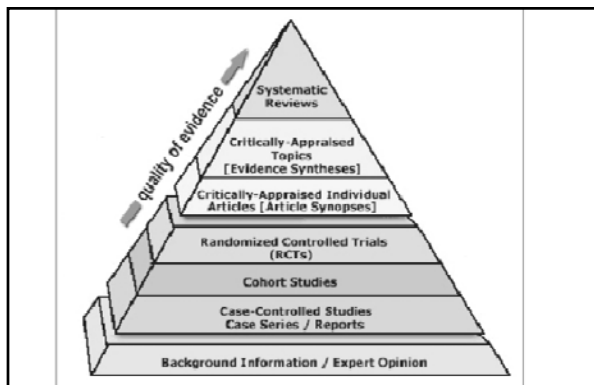 quality of evidence
Systematic
Reviews
Critically-Appraised
Topics
[Evidence Syntheses]
Critically-Appraised Individual
Articles [Article Synopses]
Randomized Controlled Trials
(RCTs)
Cohort Studies
Case-Controlled Studies
Case Series / Reports
Background Information / Expert Opinion